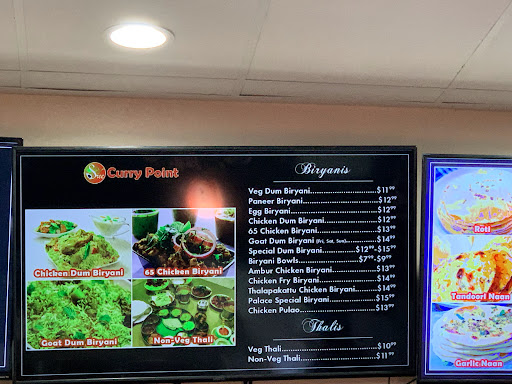 Sree
Curry Point
Chicken Dum Biryani
65 Chicken Biryani
Goat Dum Biryani
Non-Veg Thali
Biryanis
Veg Dum Biryani....................$11.99
Paneer Biryani.......................$12.99
Egg Biryani............................$12.99
Chicken Dum Biryani..............$12.99
65 Chicken Biryani.................$13.99
Goat Dum Biryani (Fri, Sat, Sun)........$14.99
Special Dum Biryani..........$12.99-$15.99
Biryani Bowls.....................$7.99-$9.99
Ambur Chicken Biryani............$13.99
Chicken Fry Biryani................$14.99
Thalapakattu Chicken Biryani......$14.99
Palace Special Biryani.............$15.99
Chicken Pulao........................$13.99
Thalis
Veg Thali..............................$10.99
Non-Veg Thali.......................$11.99
Roti
Tandoori Naan
Garlic Naan